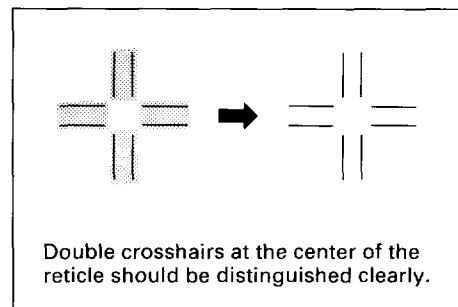 Double crosshairs at the center of the
reticle should be distinguished clearly.